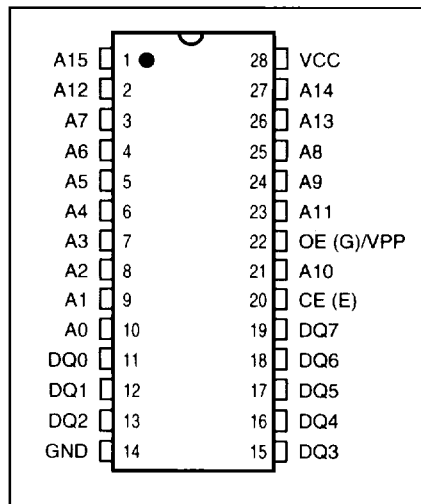 A15 1 28 VCC
A12 2 27 A14
A7 3 26 A13
A6 4 25 A8
A5 5 24 A9
A4 6 23 A11
A3 7 22 OE (G)/VPP
A2 8 21 A10
A1 9 20 CE (E)
A0 10 19 DQ7
DQ0 11 18 DQ6
DQ1 12 17 DQ5
DQ2 13 16 DQ4
GND 14 15 DQ3